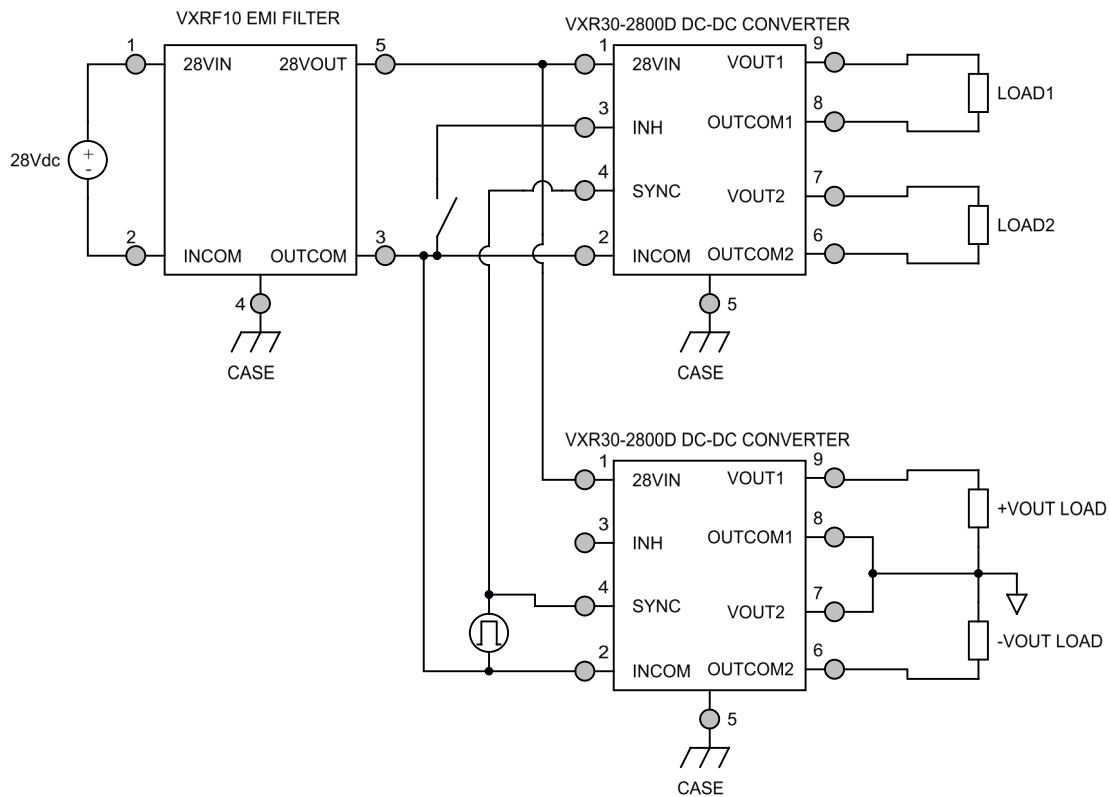 VXRF10 EMI FILTER
1
28VIN
28VOUT
5
28Vdc
+
-
2
INCOM
OUTCOM
3
4
CASE
VXR30-2800D DC-DC CONVERTER
1
28VIN
VOUT1
9
LOAD1
3
INH
OUTCOM1
8
4
SYNC
VOUT2
7
LOAD2
2
INCOM
OUTCOM2
6
5
CASE
VXR30-2800D DC-DC CONVERTER
1
28VIN
VOUT1
9
+VOUT LOAD
3
INH
OUTCOM1
8
4
SYNC
VOUT2
7
-VOUT LOAD
2
INCOM
OUTCOM2
6
5
CASE